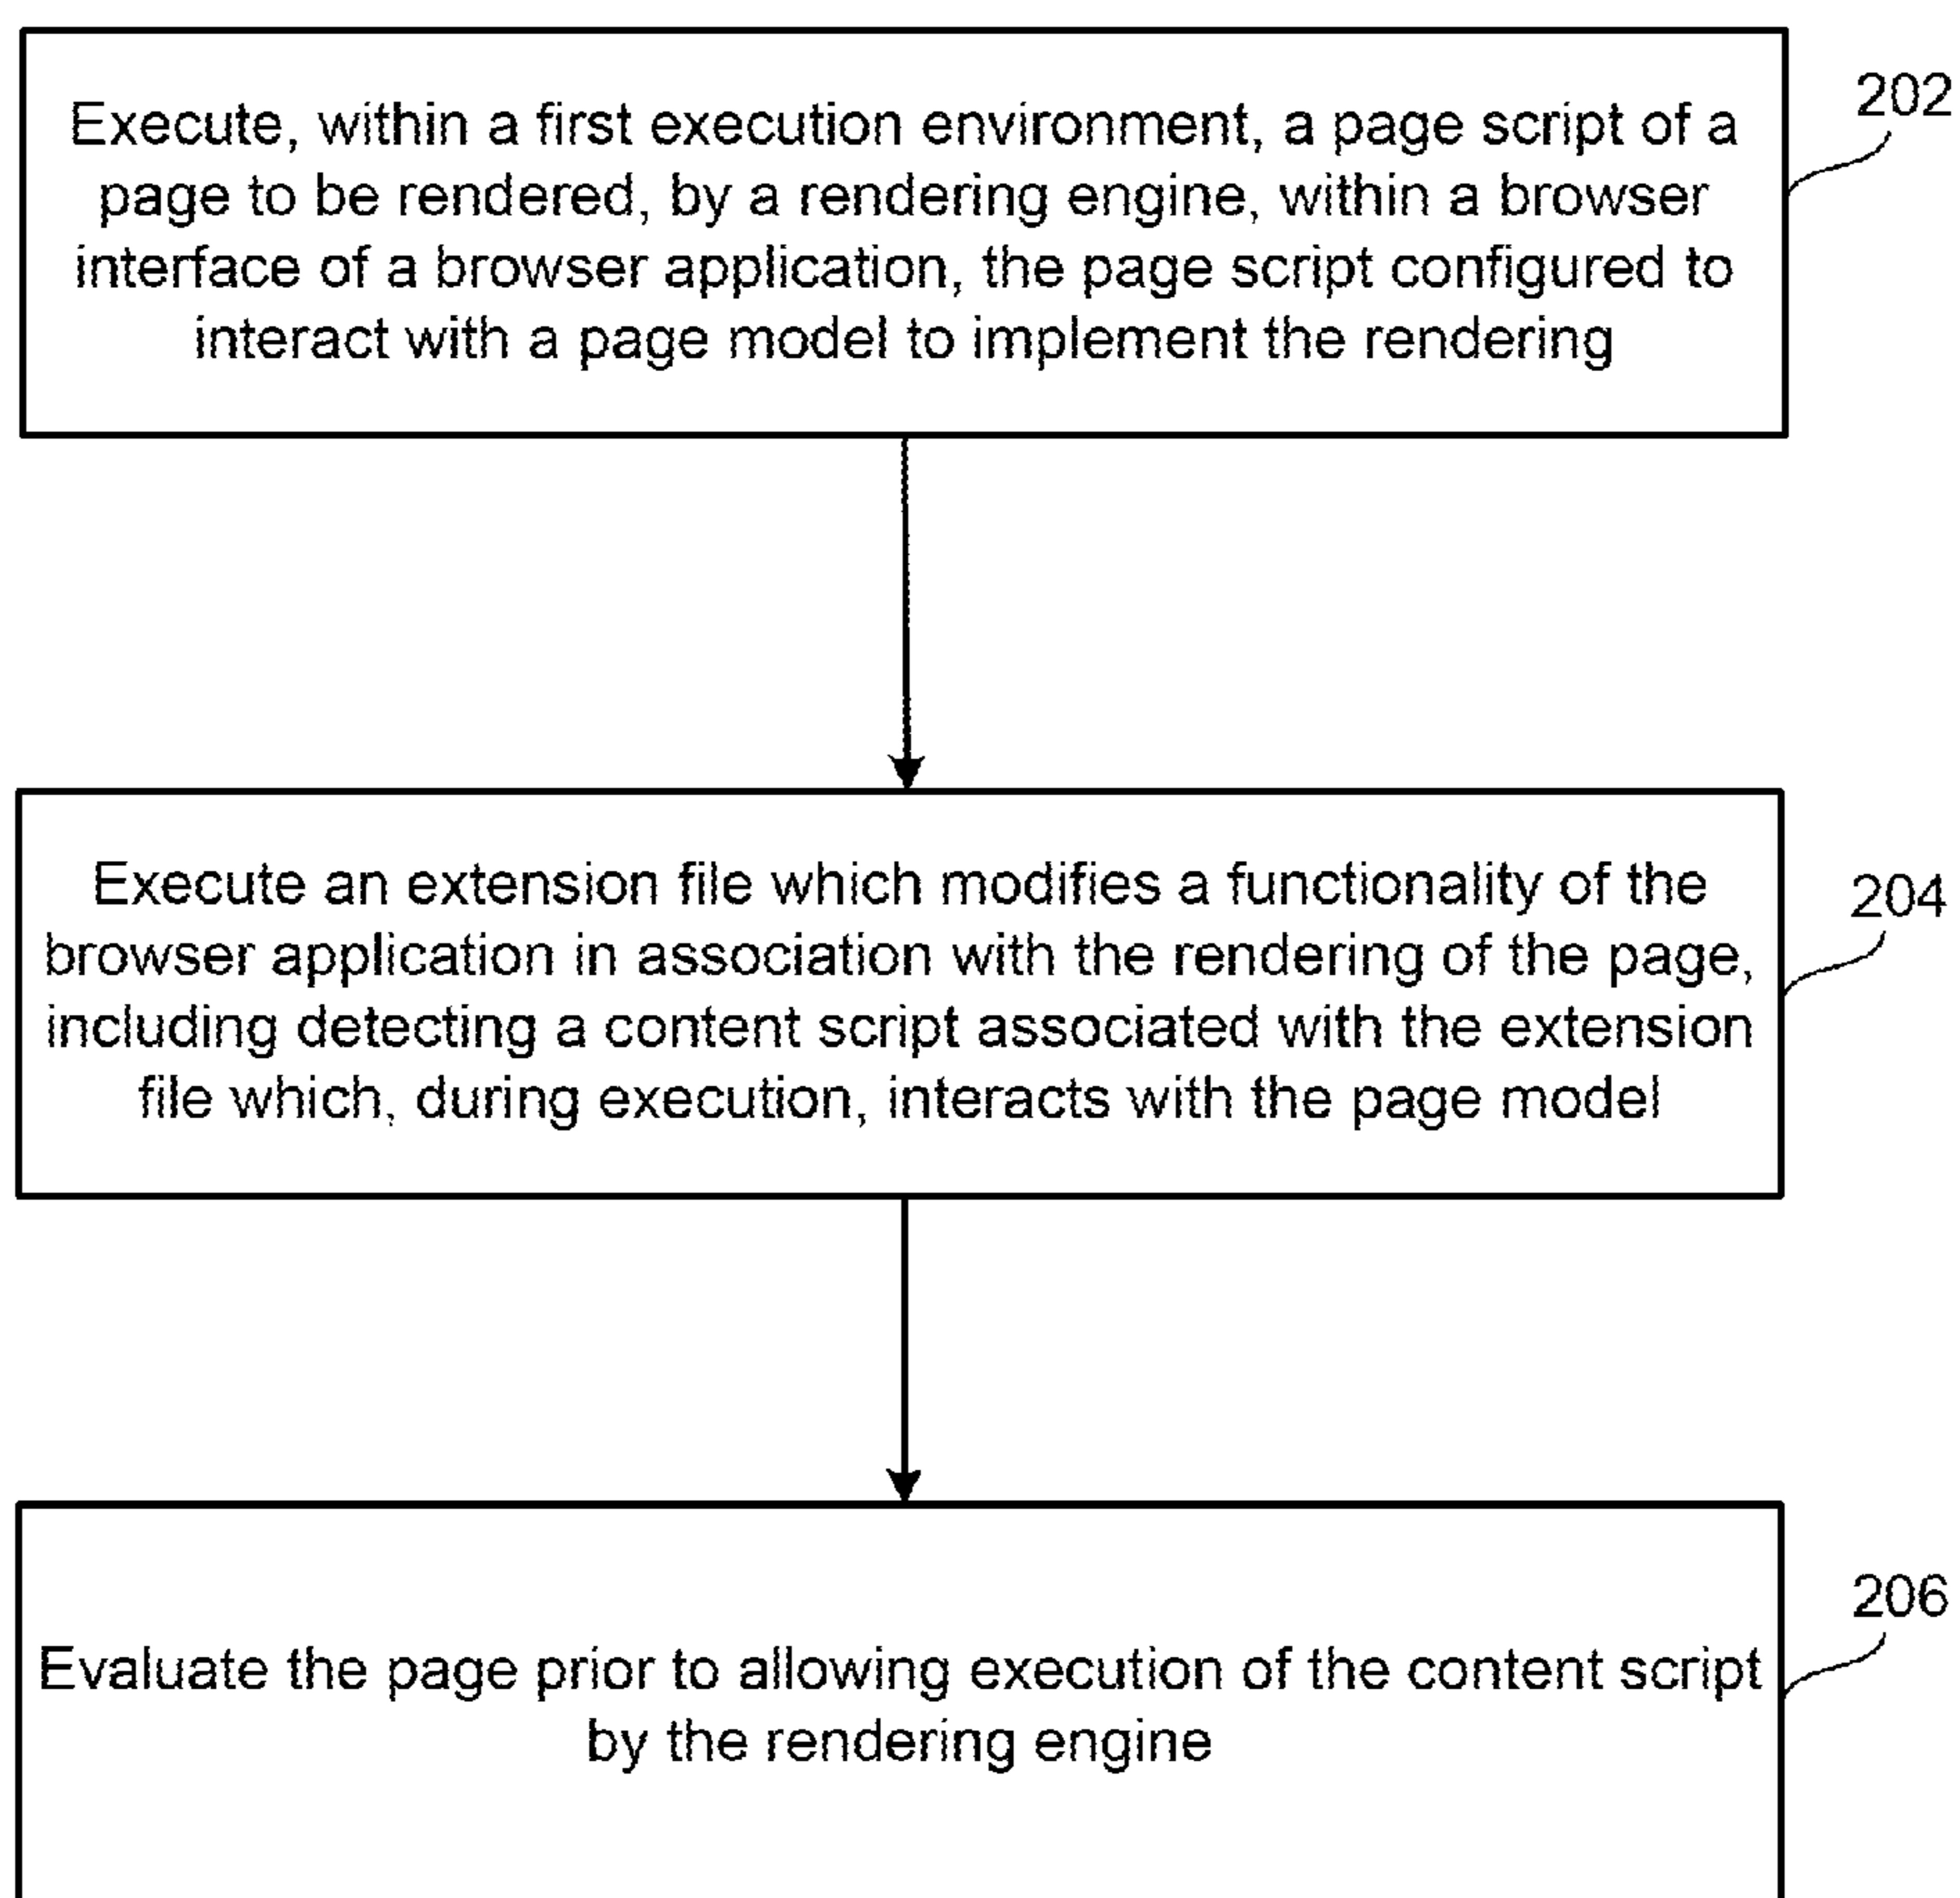 Execute, within a first execution environment, a page script of a
page to be rendered, by a rendering engine, within a browser
interface of a browser application, the page script configured to
interact with a page model to implement the rendering
202
Execute an extension file which modifies a functionality of the
browser application in association with the rendering of the page,
including detecting a content script associated with the extension
file which, during execution, interacts with the page model
204
Evaluate the page prior to allowing execution of the content script
by the rendering engine
206